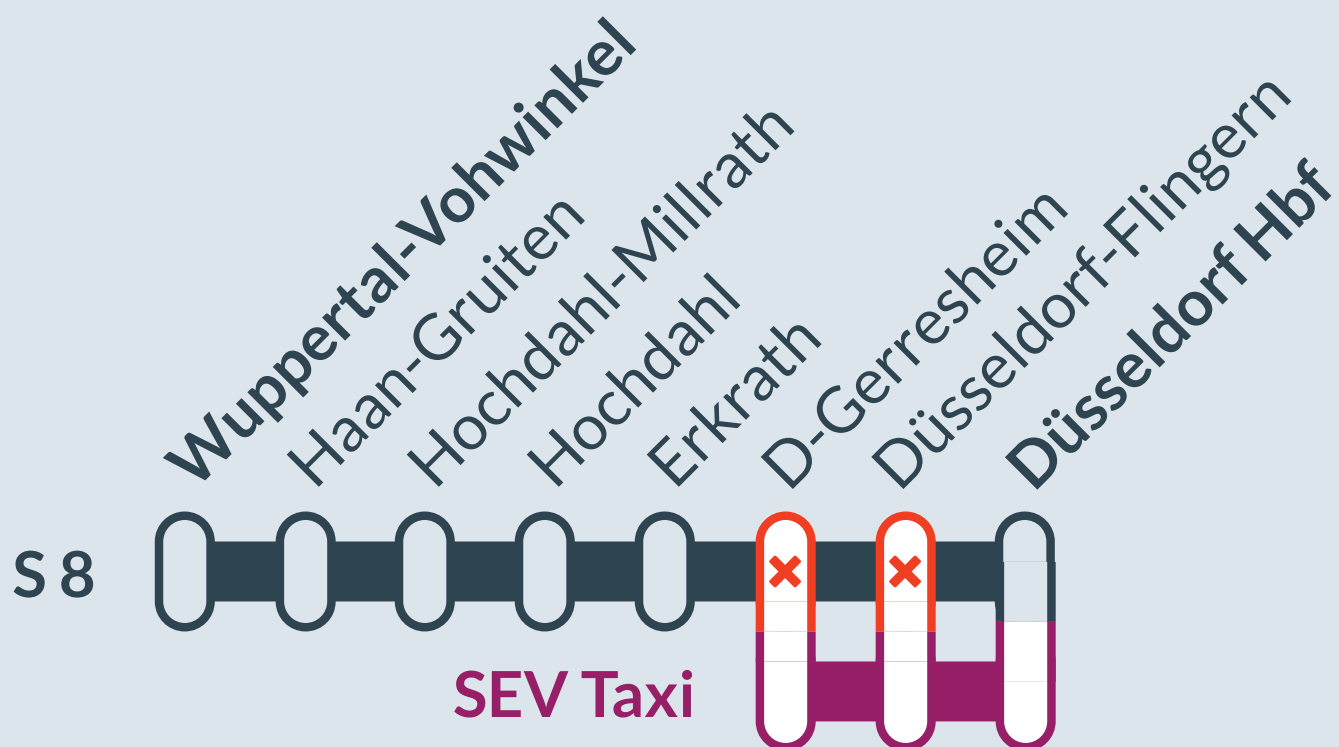 Wuppertal-Vohwinkel
Haan-Gruiten
Hochdahl-Millrath
Hochdahl
Erkrath
D-Gerresheim
Düsseldorf-Flingern
Düsseldorf Hbf
S 8
SEV Taxi